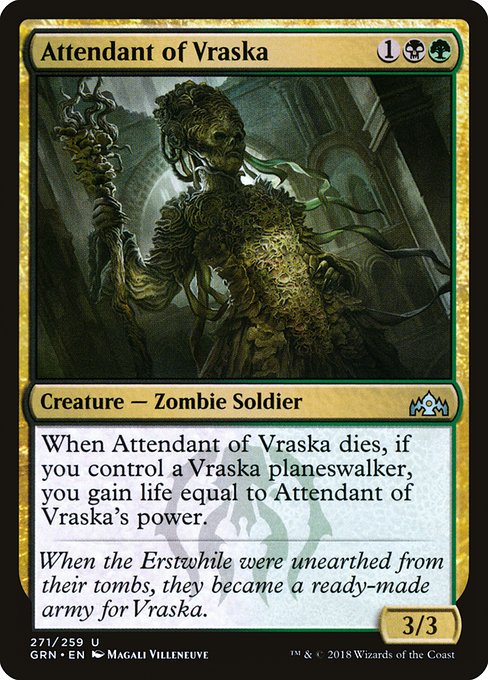 Attendant of Vraska 1
Creature — Zombie Soldier
When Attendant of Vraska dies, if
you control a Vraska planeswalker,
you gain life equal to Attendant of
Vraska's power.
When the Erstwhile were unearthed from
their tombs, they became a ready-made
army for Vraska.
3/3
271/259 U
GRN • EN Magali Villeneuve
™ & © 2018 Wizards of the Coast